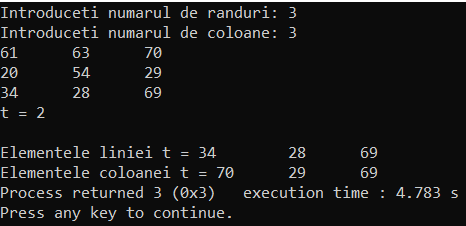 Introduceti numarul de randuri: 3
Introduceti numarul de coloane: 3
61 63 70
20 54 29
34 28 69
t = 2
Elementele liniei t = 34 28 69
Elementele coloanei t = 70 29 69
Process returned 3 (0x3) execution time : 4.783 s
Press any key to continue.